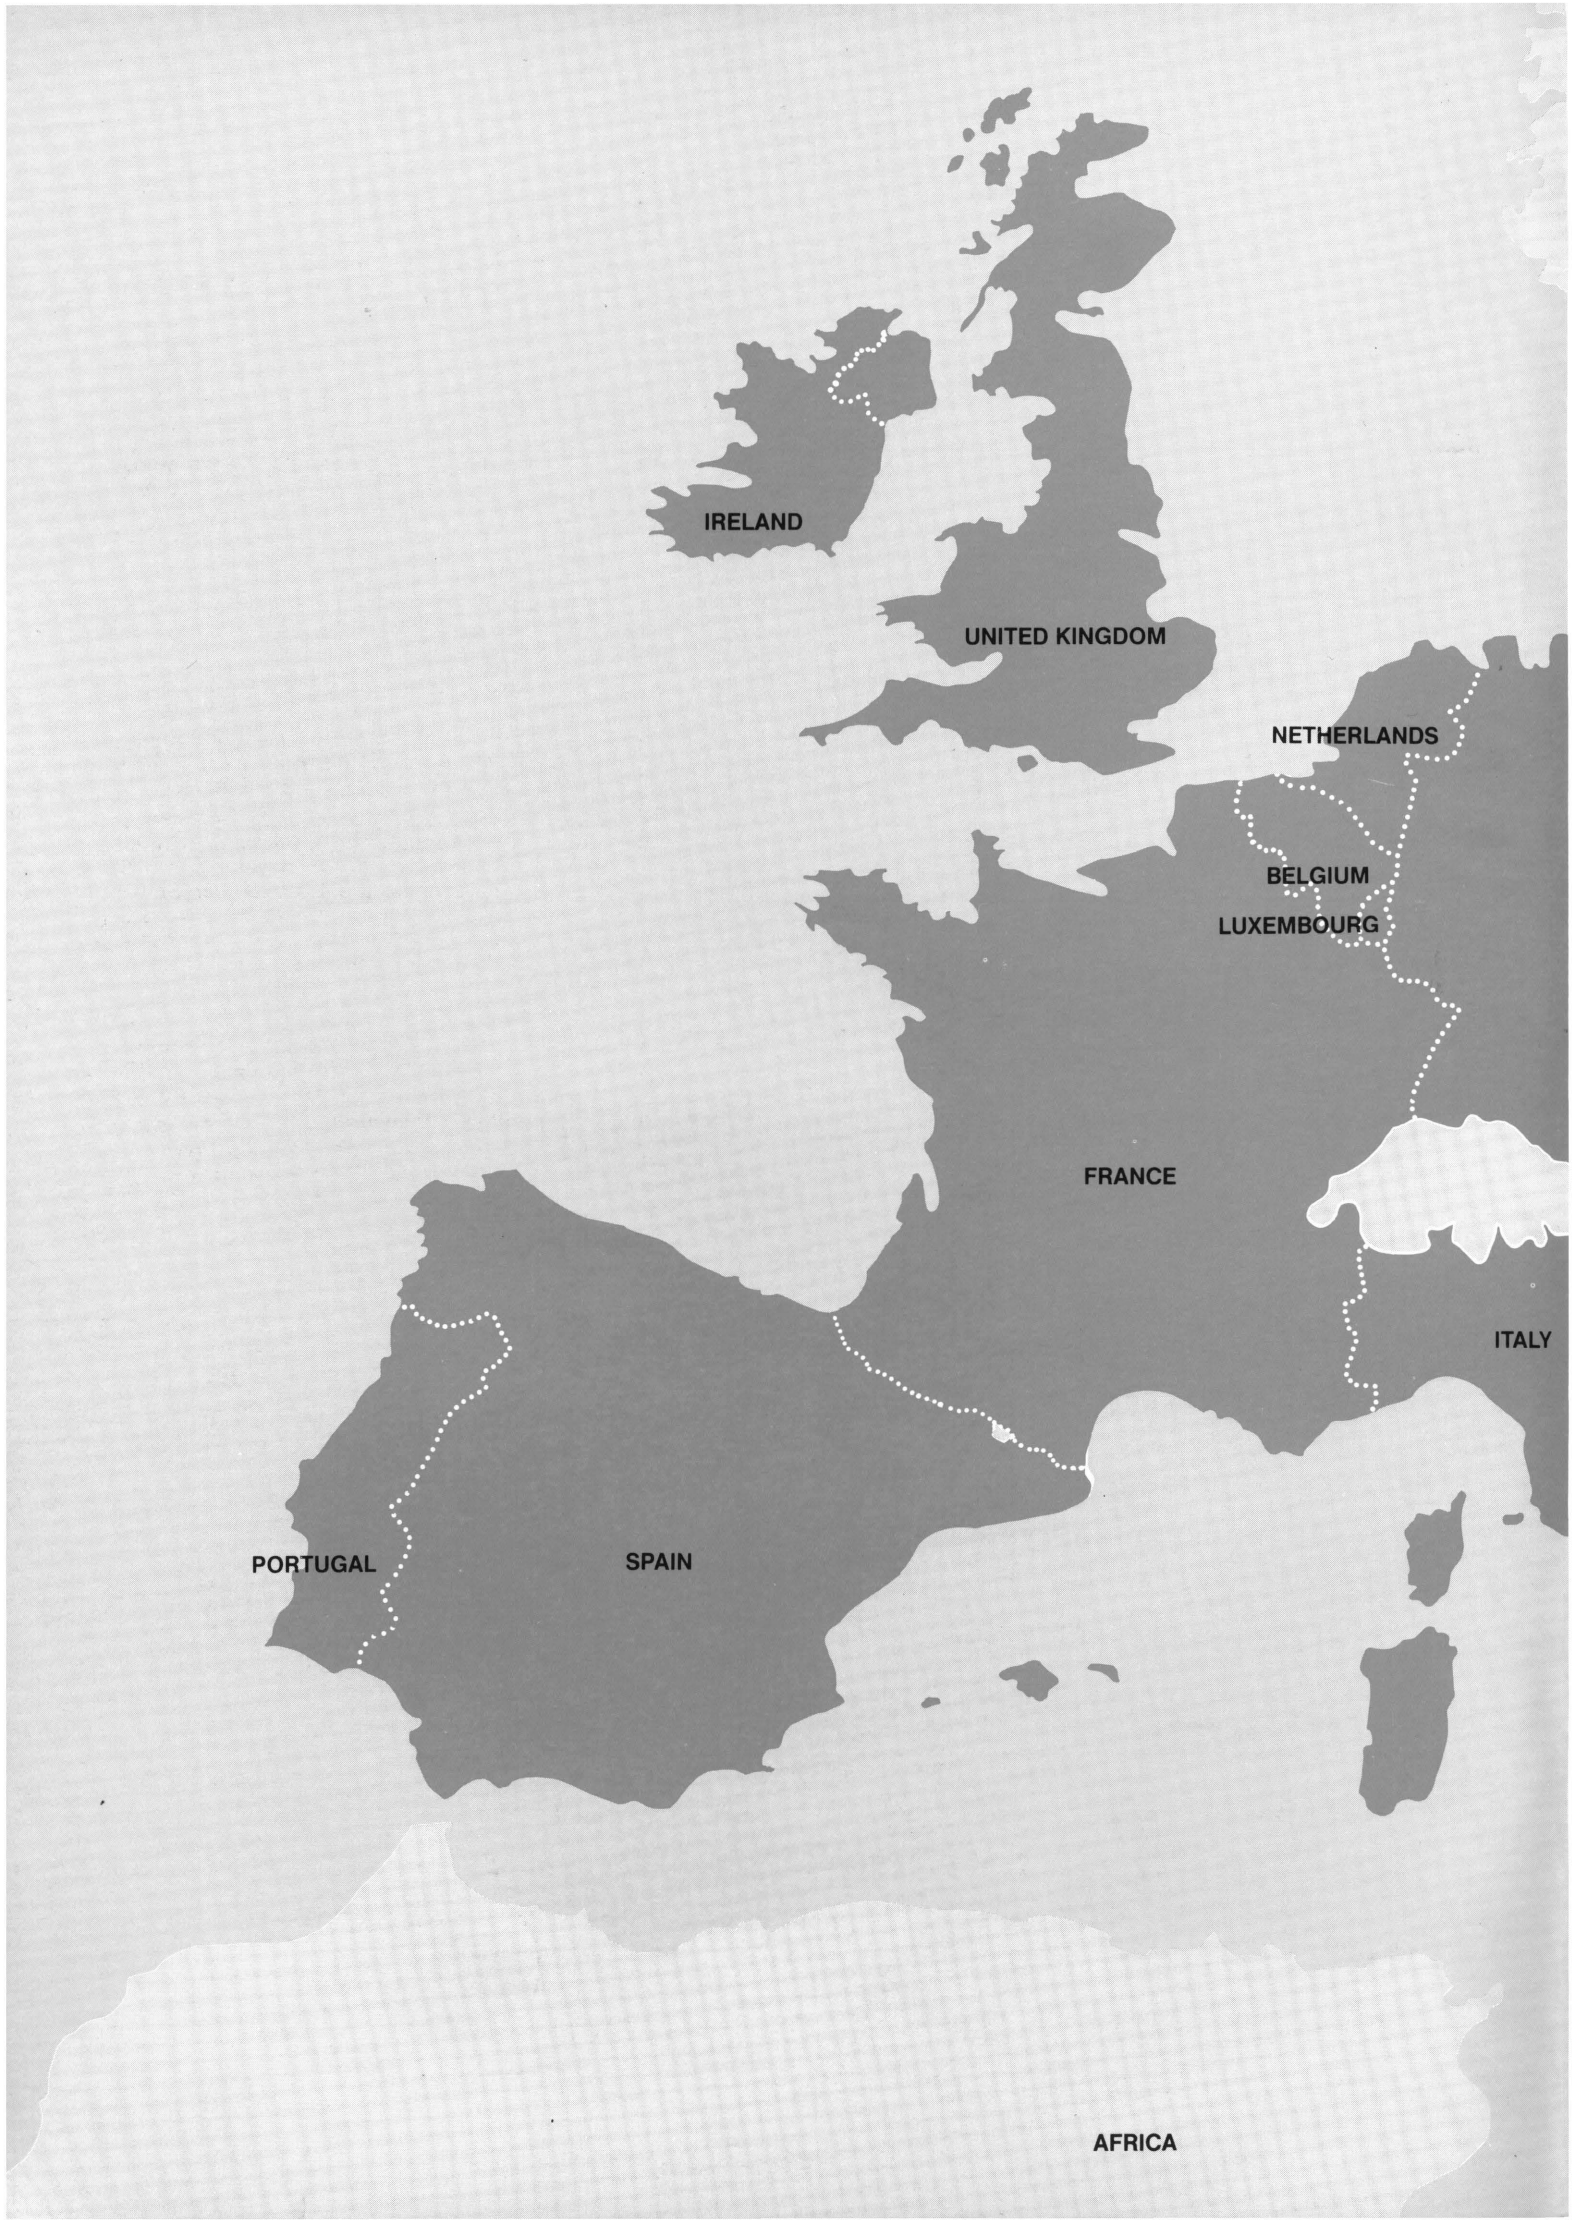 IRELAND
UNITED KINGDOM
NETHERLANDS
BELGIUM
LUXEMBOURG
FRANCE
ITALY
PORTUGAL
SPAIN
AFRICA